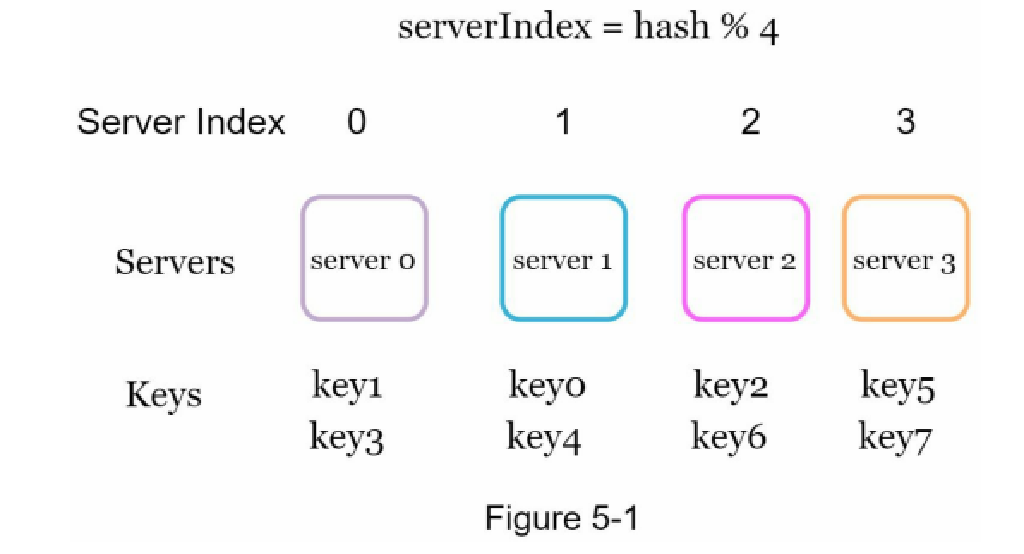 serverIndex = hash % 4
Server Index 0 1 2 3
Servers server 0 server 1 server 2 server 3
Keys key1 key0 key2 key5
key3 key4 key6 key7
Figure 5-1